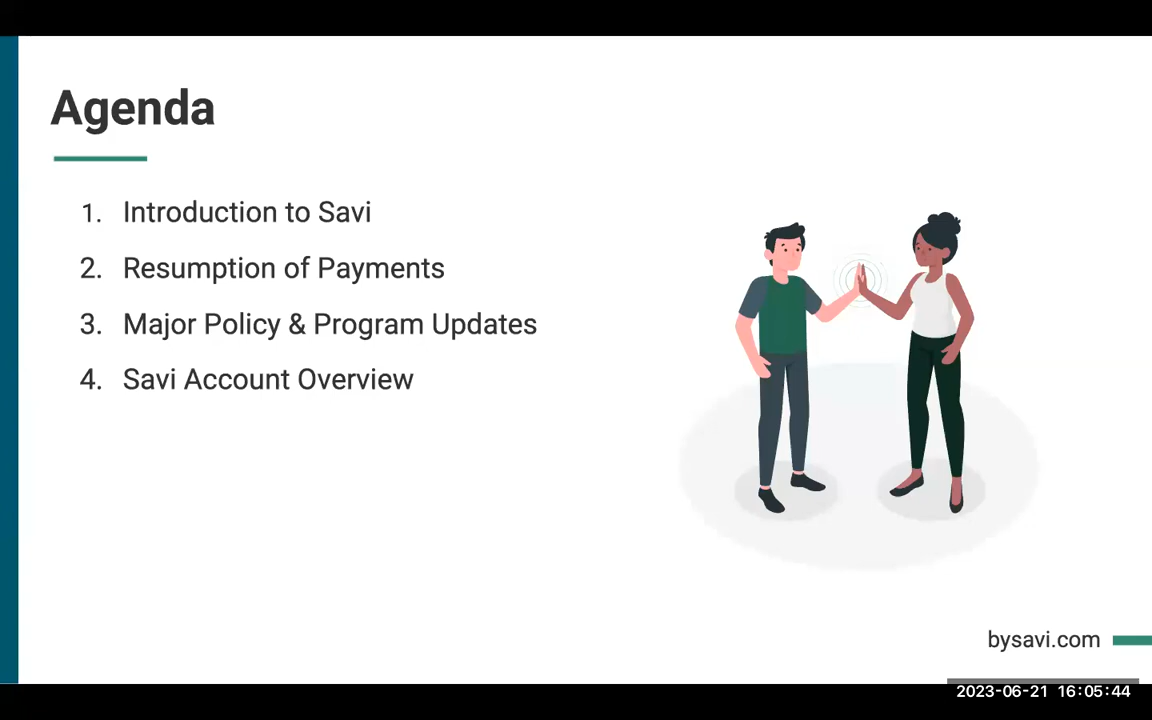 Agenda
1. Introduction to Savi
2. Resumption of Payments
3. Major Policy & Program Updates
4. Savi Account Overview
bysavi.com
2023-06-21 16:05:44